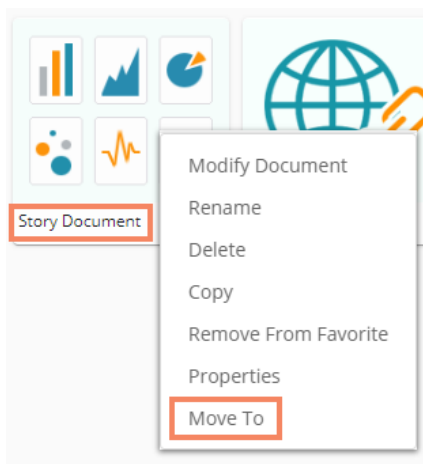 Story Document
Modify Document
Rename
Delete
Copy
Remove From Favorite
Properties
Move To